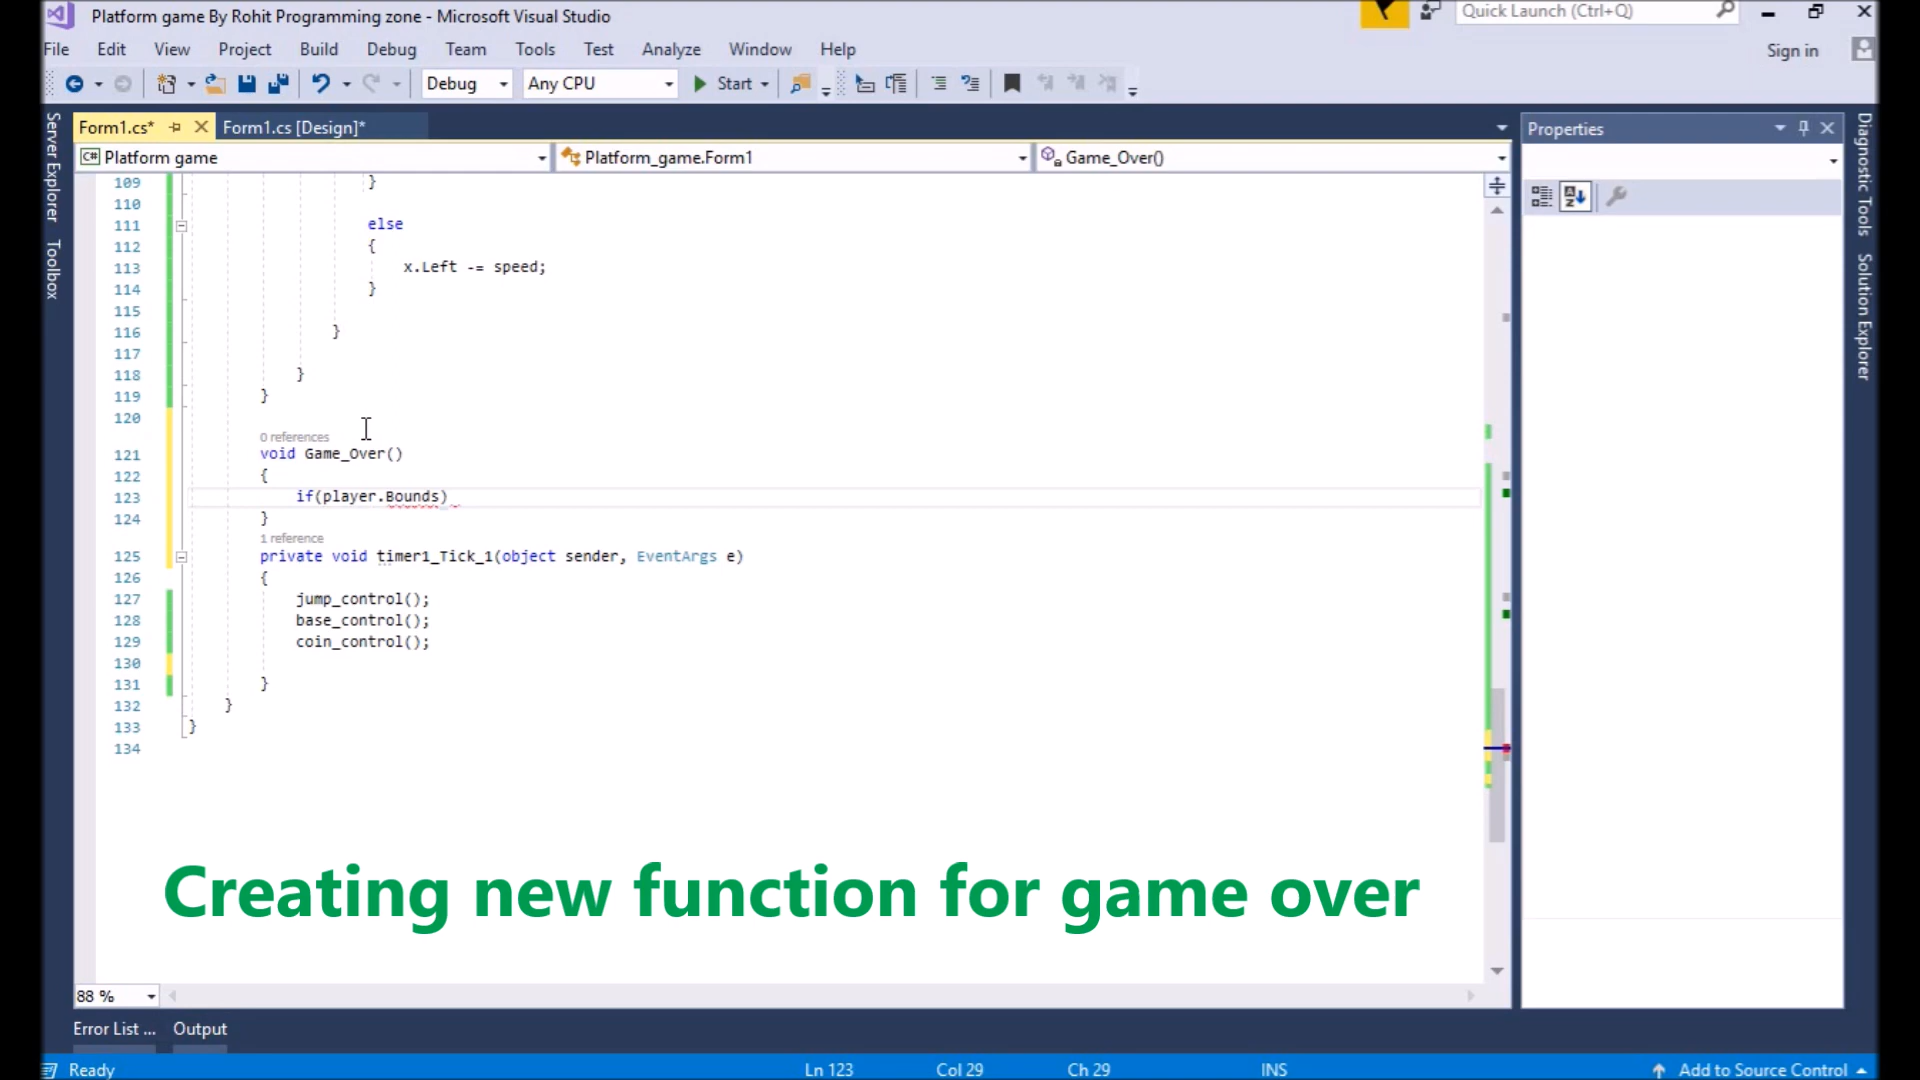 Platform game By Rohit Programming zone - Microsoft Visual Studio
Quick Launch (Ctrl+Q)
File Edit View Project Build Debug Team Tools Test Analyze Window Help
Sign in
Debug Any CPU Start
Server Explorer
Toolbox
Form1.cs* Form1.cs [Design]*
Properties
Diagnostic Tools
Solution Explorer
C# Platform game Platform_game.Form1 Game_Over()
109 }
110
111 else
112 {
113 x.Left -= speed;
114 }
115
116 }
117
118 }
119 }
120
0 references
121 void Game_Over()
122 {
123 if(player.Bounds)
124 }
1 reference
125 private void timer1_Tick_1(object sender, EventArgs e)
126 {
127 jump_control();
128 base_control();
129 coin_control();
130
131 }
132 }
133 }
134
Creating new function for game over
88 %
Error List ... Output
Ready Ln 123 Col 29 Ch 29 INS Add to Source Control